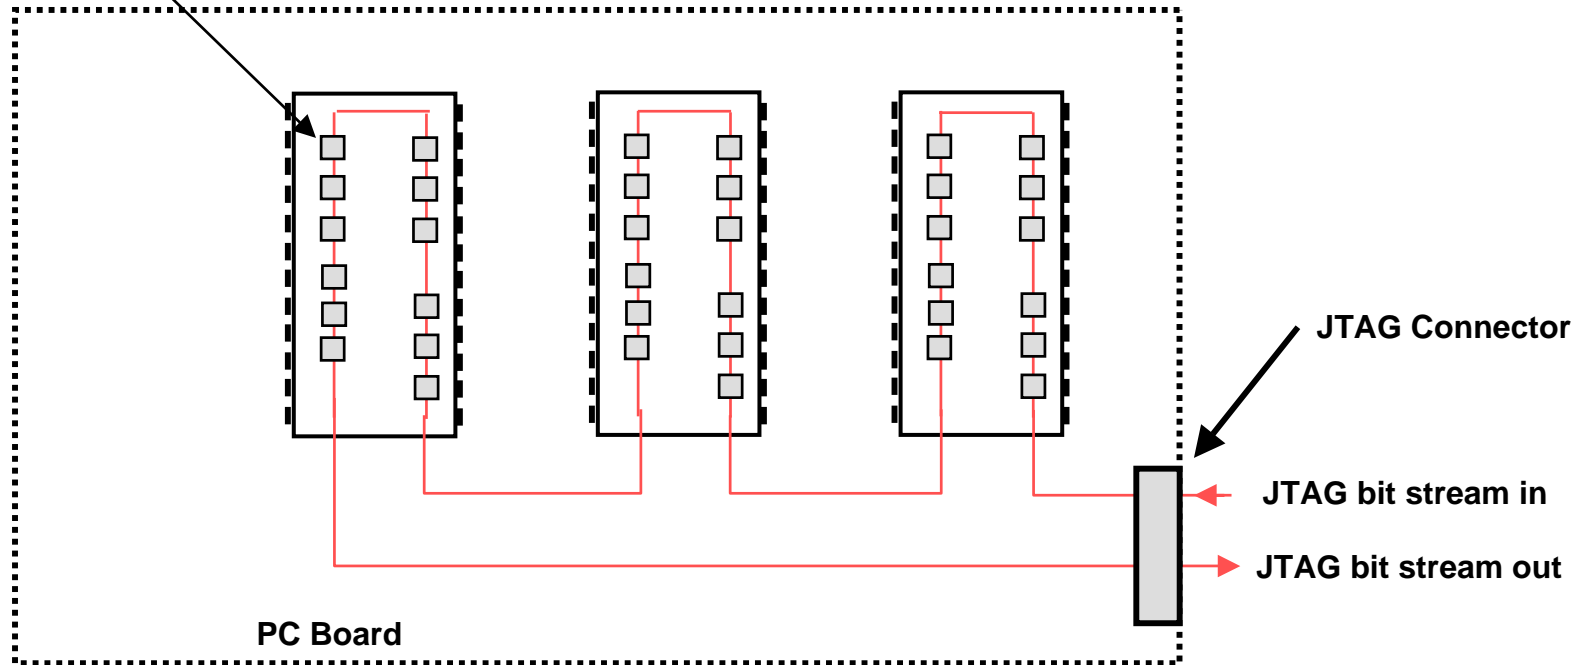 JTAG Connector
JTAG bit stream in
JTAG bit stream out
PC Board